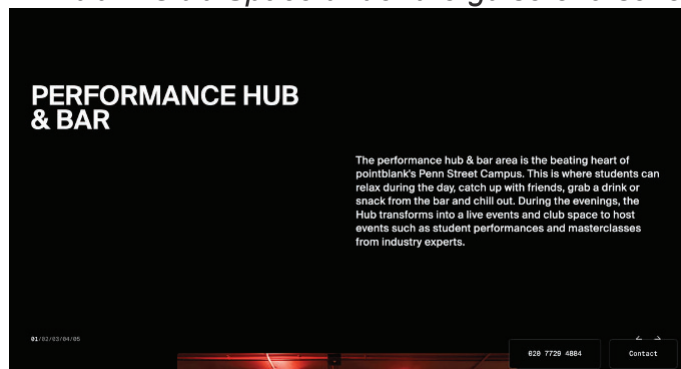 PERFORMANCE HUB
& BAR
The performance hub & bar area is the beating heart of
pointblank's Penn Street Campus. This is where students can
relax during the day, catch up with friends, grab a drink or
snack from the bar and chill out. During the evenings, the
Hub transforms into a live events and club space to host
events such as student performances and masterclasses
from industry experts.
01/02/03/04/05
020 7729 4884
Contact